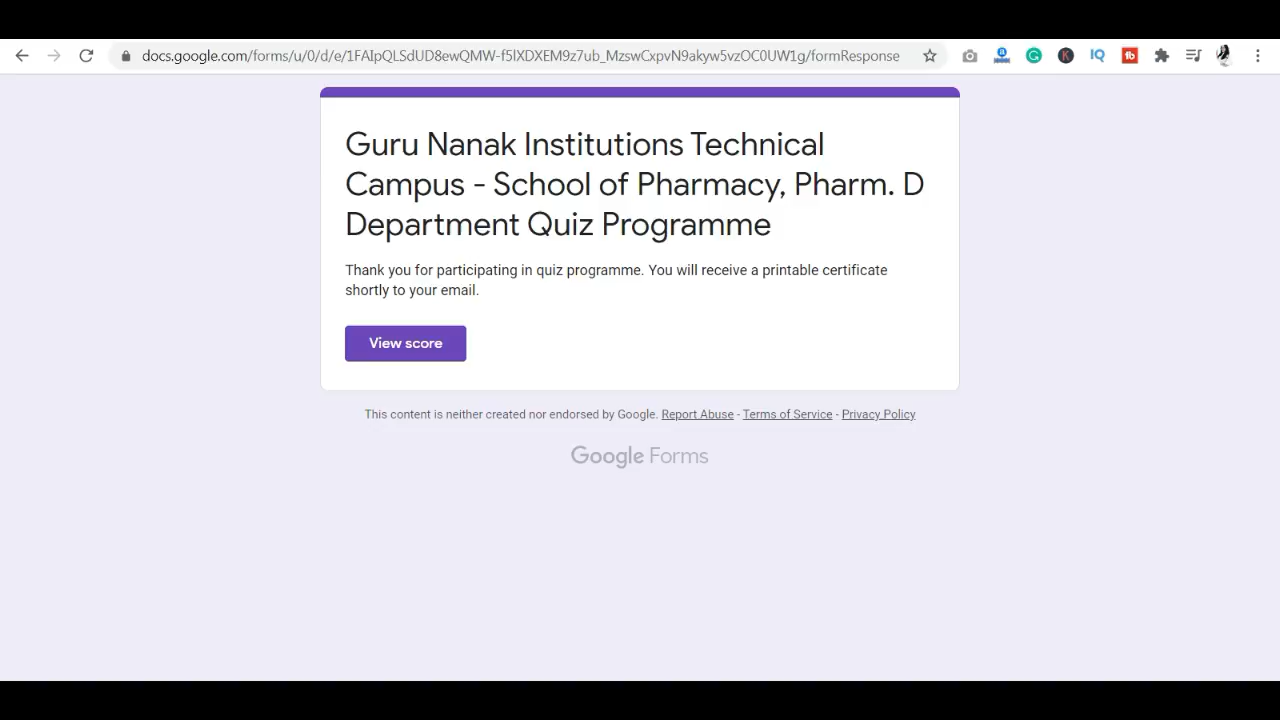 docs.google.com/forms/u/0/d/e/1FAIpQLSdUD8ewQMW-f5lXDXEM9z7ub_MzswCxpvN9akyw5vzOC0UW1g/formResponse
Guru Nanak Institutions Technical
Campus - School of Pharmacy, Pharm. D
Department Quiz Programme
Thank you for participating in quiz programme. You will receive a printable certificate
shortly to your email.
View score
This content is neither created nor endorsed by Google. Report Abuse - Terms of Service - Privacy Policy
Google Forms